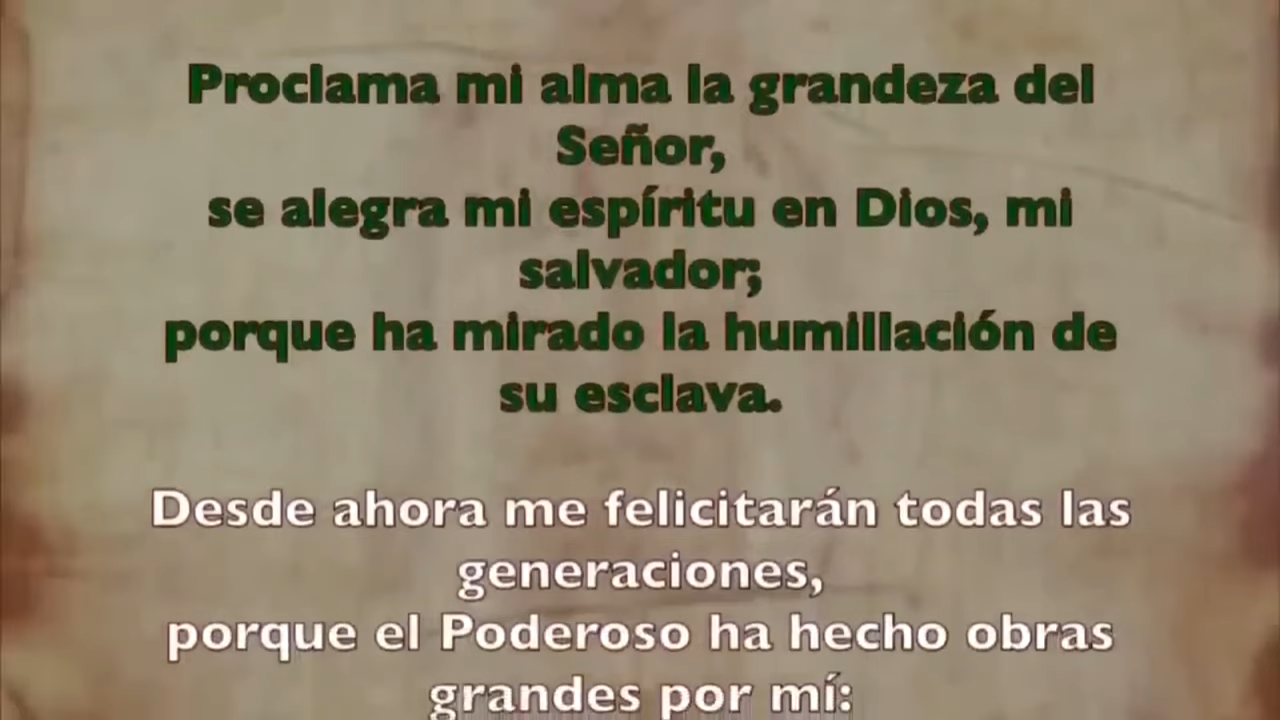 Proclama mi alma la grandeza del
Señor,
se alegra mi espíritu en Dios, mi
salvador;
porque ha mirado la humillación de
su esclava.
Desde ahora me felicitarán todas las
generaciones,
porque el Poderoso ha hecho obras
grandes por mí: